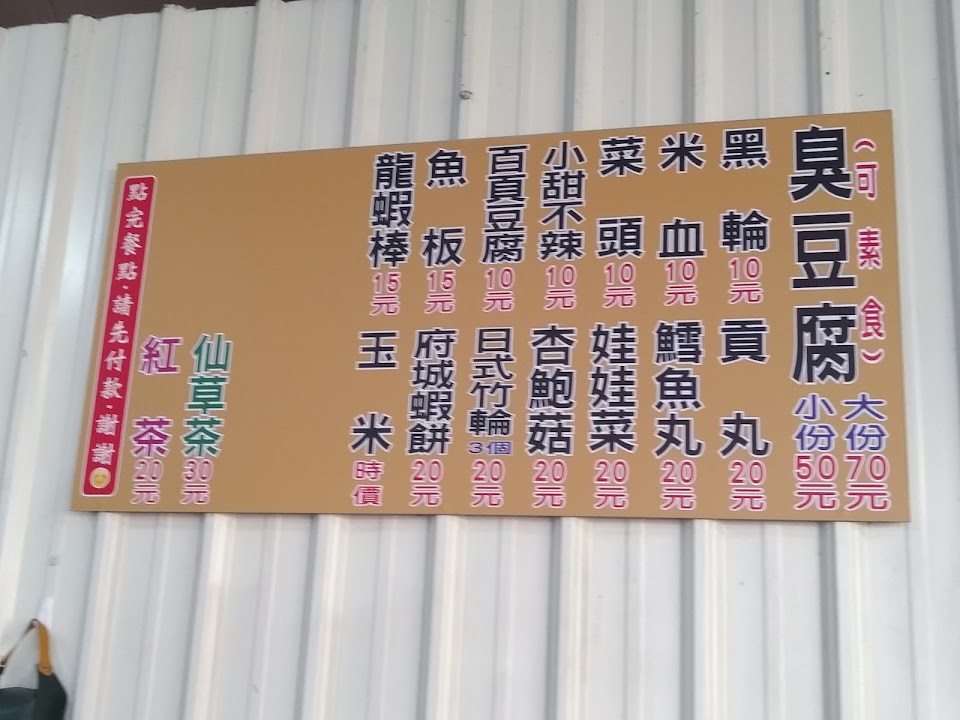 臭豆腐
（可素食）
大份70元
小份50元
黑輪10元
米血10元
菜頭10元
小甜不辣10元
百頁豆腐10元
魚板15元
龍蝦棒15元
貢丸20元
鱈魚丸20元
娃娃菜20元
杏鮑菇20元
日式竹輪3個20元
府城蝦餅20元
玉米時價
仙草茶30元
紅茶20元
點完餐點、請先付款、謝謝